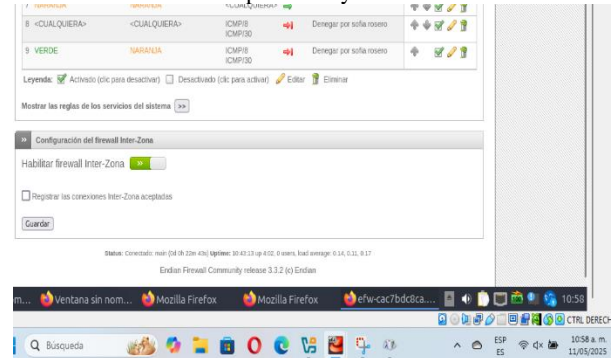 7 NARANJA <CUALQUIERA>
8 <CUALQUIERA> <CUALQUIERA> ICMP/8 Denegar por sofia rosero
ICMP/30
9 VERDE NARANJA ICMP/8 Denegar por sofia rosero
ICMP/30
Leyenda: Activado (clic para desactivar) Desactivado (clic para activar) Editar Eliminar
Mostrar las reglas de los servicios del sistema >>
» Configuración del firewall Inter-Zona
Habilitar firewall Inter-Zona »
Registrar las conexiones Inter-Zona aceptadas
Guardar
Status: Conectado: main (0d 0h 22m 43s) Uptime: 10:43:13 up 4:02, 0 users, load average: 0.14, 0.11, 0.17
Endian Firewall Community release 3.3.2 (c) Endian
m... Ventana sin nom... Mozilla Firefox Mozilla Firefox efw-cac7bdc8ca.... 10:58
CTRL DERECH
Búsqueda ESP 10:58 a. m.
ES 11/05/2025